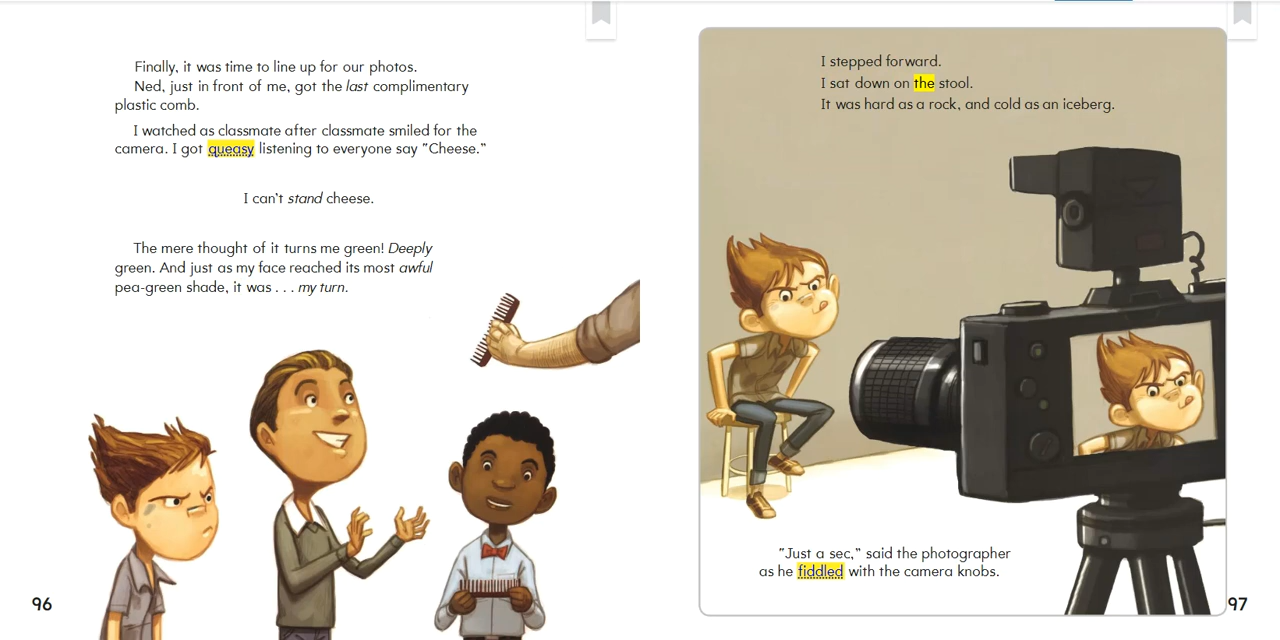 Finally, it was time to line up for our photos.
Ned, just in front of me, got the last complimentary
plastic comb.
I watched as classmate after classmate smiled for the
camera. I got queasy listening to everyone say "Cheese."
I can't stand cheese.
The mere thought of it turns me green! Deeply
green. And just as my face reached its most awful
pea-green shade, it was . . . my turn.
96
I stepped forward.
I sat down on the stool.
It was hard as a rock, and cold as an iceberg.
"Just a sec," said the photographer
as he fiddled with the camera knobs.
97